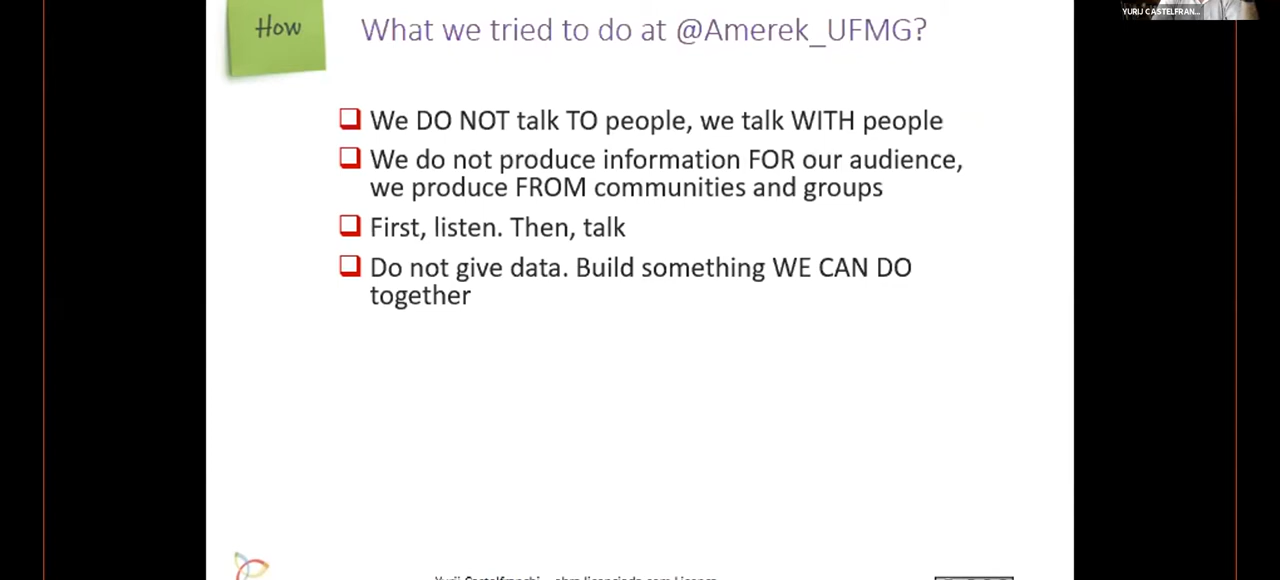 YURIJ CASTELFRAN...
How
What we tried to do at @Amerek_UFMG?
We DO NOT talk TO people, we talk WITH people
We do not produce information FOR our audience,
we produce FROM communities and groups
First, listen. Then, talk
Do not give data. Build something WE CAN DO
together